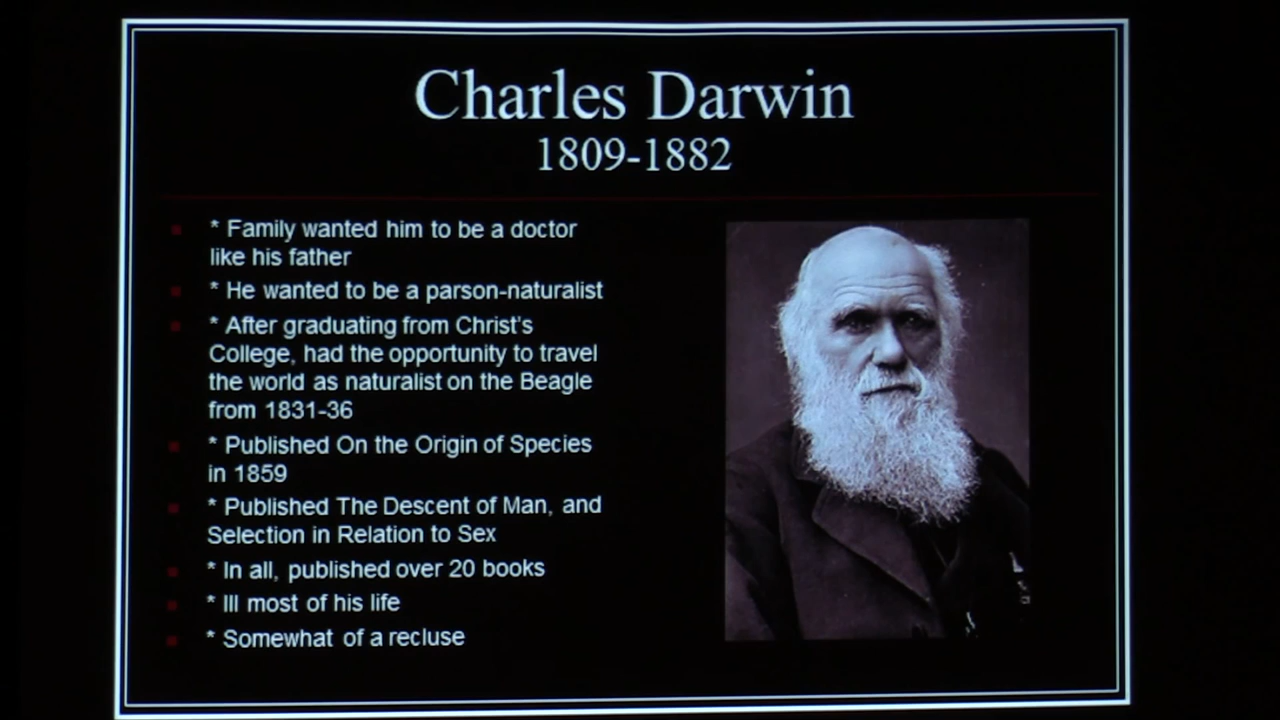 Charles Darwin
1809-1882
* Family wanted him to be a doctor
like his father
* He wanted to be a parson-naturalist
* After graduating from Christ's
College, had the opportunity to travel
the world as naturalist on the Beagle
from 1831-36
* Published On the Origin of Species
in 1859
* Published The Descent of Man, and
Selection in Relation to Sex
* In all, published over 20 books
* Ill most of his life
* Somewhat of a recluse